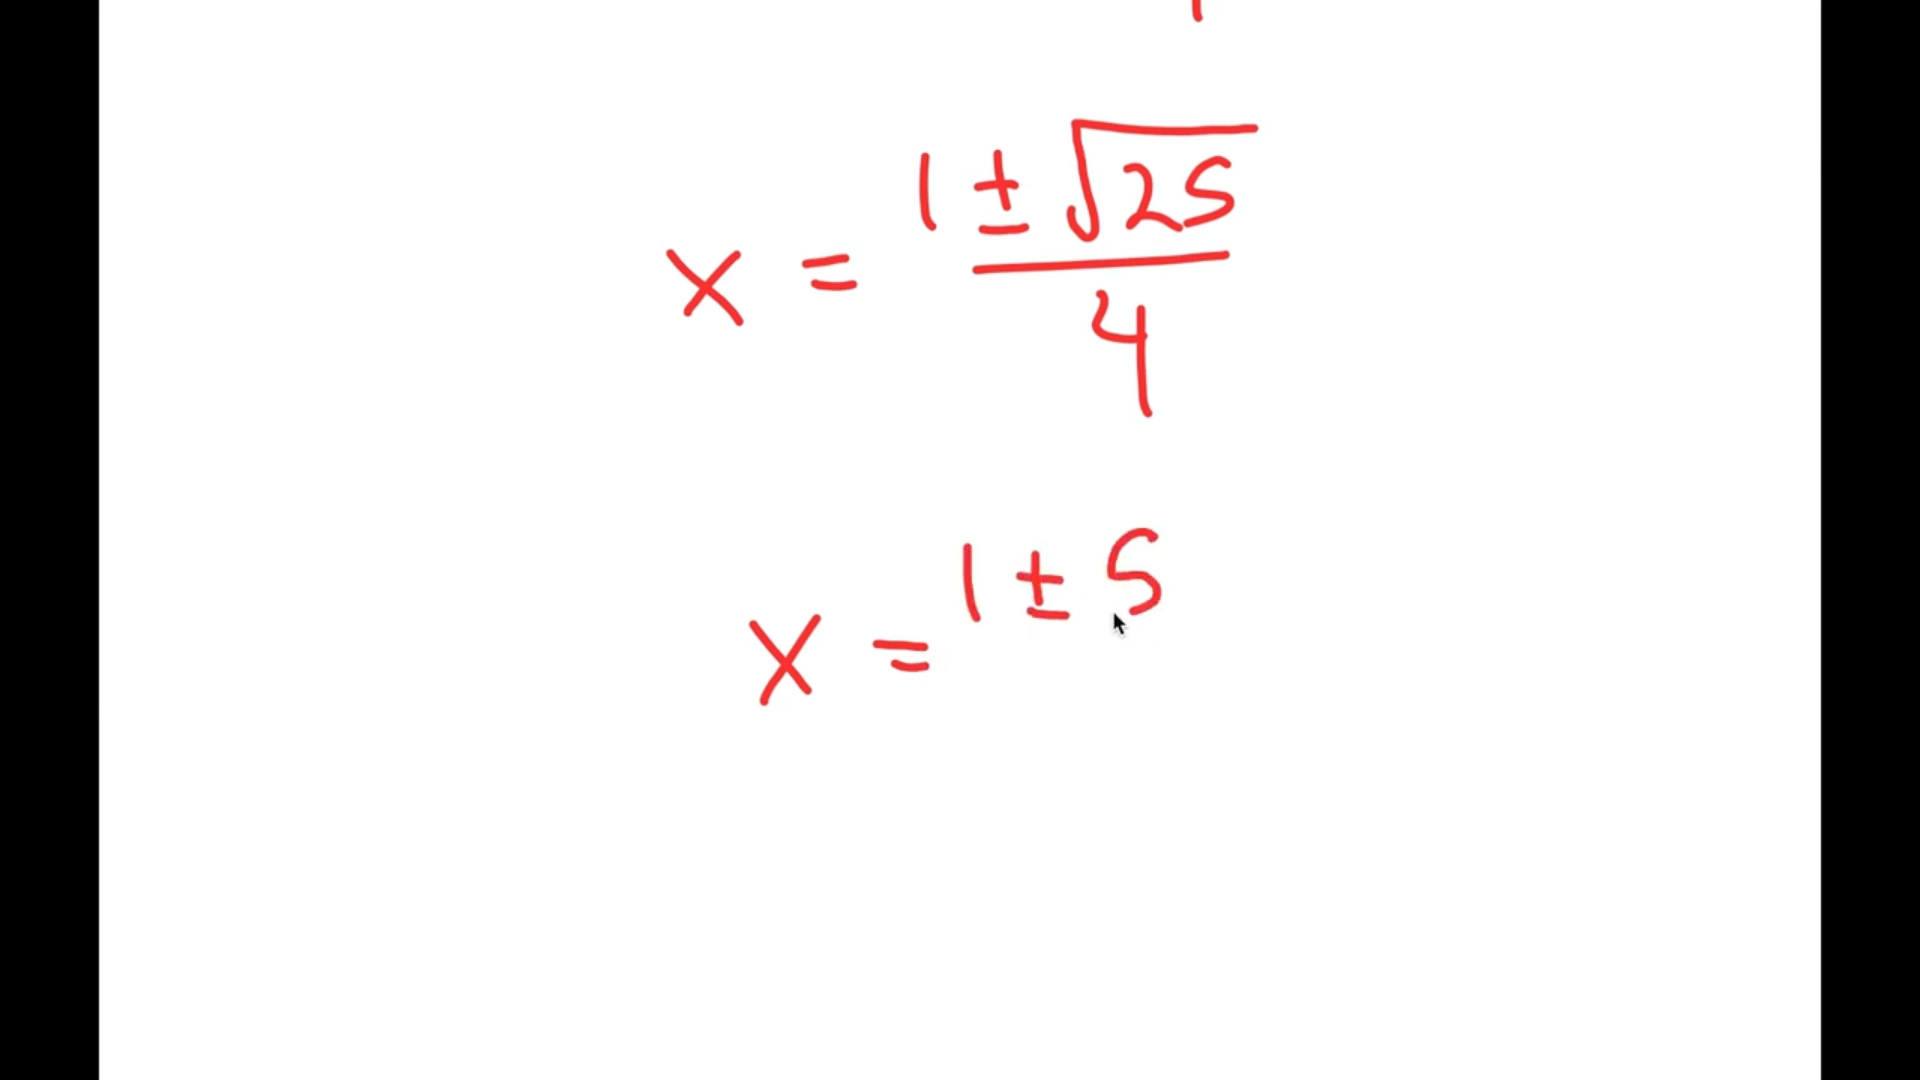 x = (1 ± √25) / 4
x = 1 ± 5